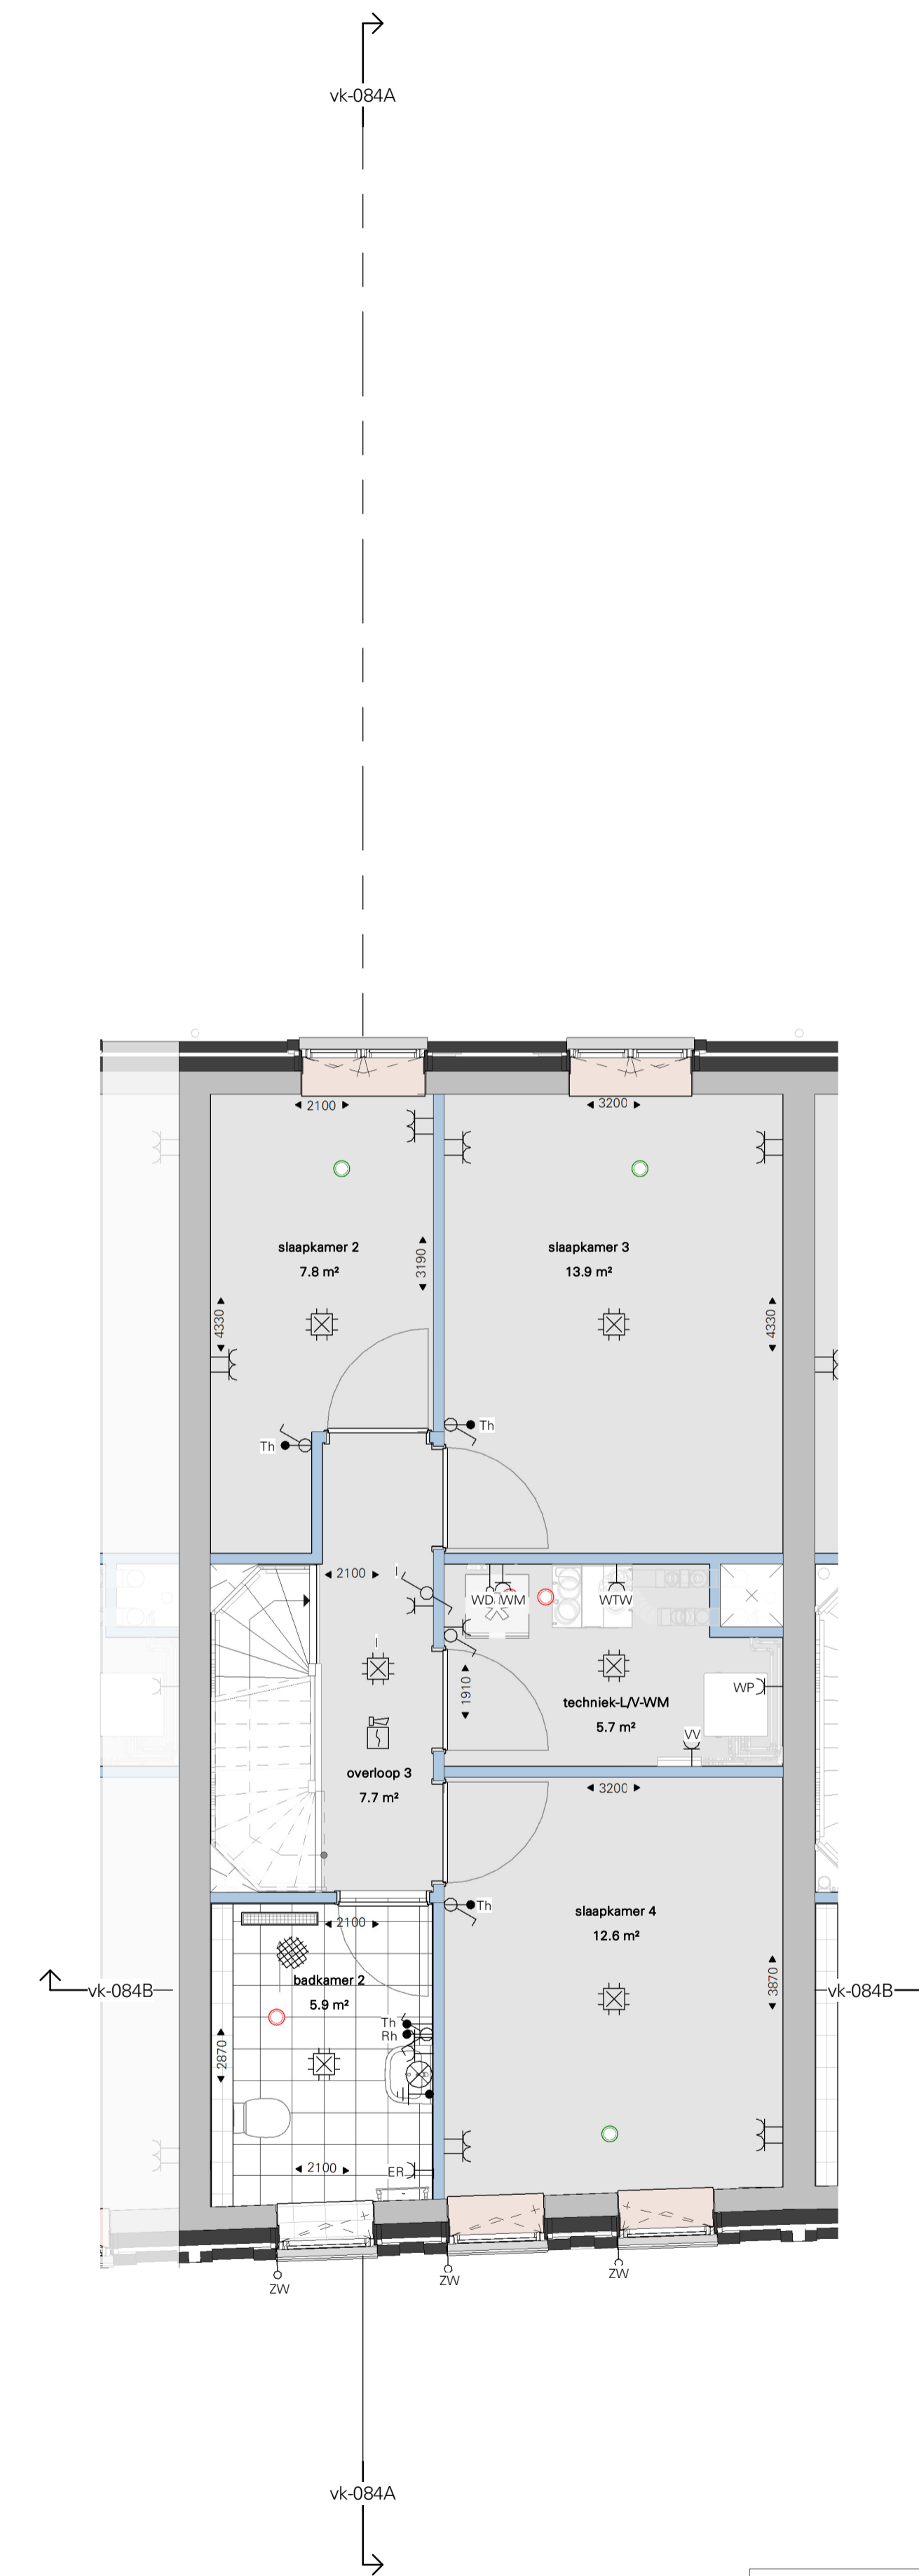 vk-084A
2100
3200
slaapkamer 2
7.8 m²
slaapkamer 3
13.9 m²
3190
4330
4330
Th
Th
2100
WD
WM
WTW
1910
techniek-L/V-WM
5.7 m²
WP
VV
overloop 3
7.7 m²
3200
Th
slaapkamer 4
12.6 m²
2100
badkamer 2
5.9 m²
vk-084B
vk-084B
3870
Th
Rh
2870
2100
ER
ZW
ZW
ZW
vk-084A